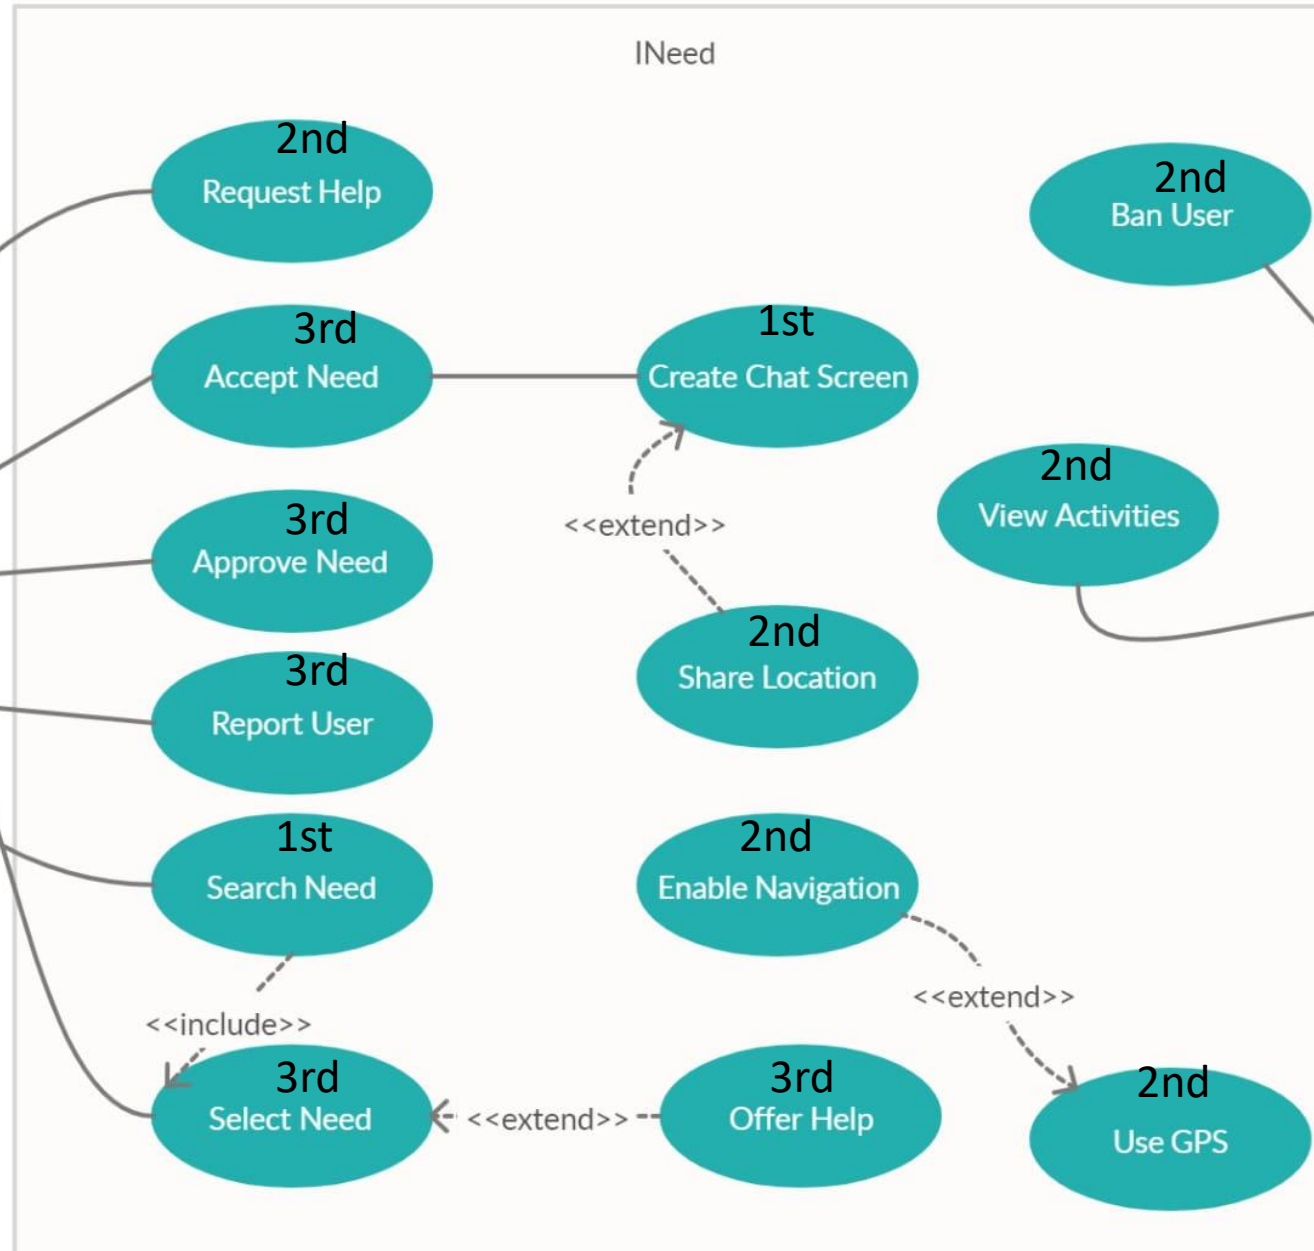 INeed
2nd
Request Help
2nd
Ban User
3rd
Accept Need
1st
Create Chat Screen
2nd
View Activities
3rd
Approve Need
<<extend>>
2nd
Share Location
3rd
Report User
1st
Search Need
2nd
Enable Navigation
<<include>>
<<extend>>
3rd
Select Need
<<extend>>
3rd
Offer Help
2nd
Use GPS